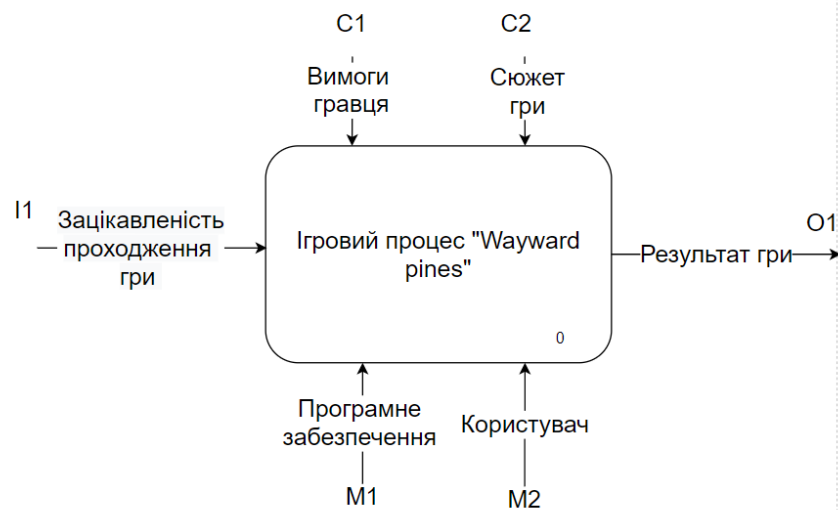 C1
C2
Вимоги
гравця
Сюжет
гри
I1
Зацікавленість
проходження
гри
Ігровий процес "Wayward
pines"
0
O1
Результат гри
Програмне
забезпечення
Користувач
M1
M2